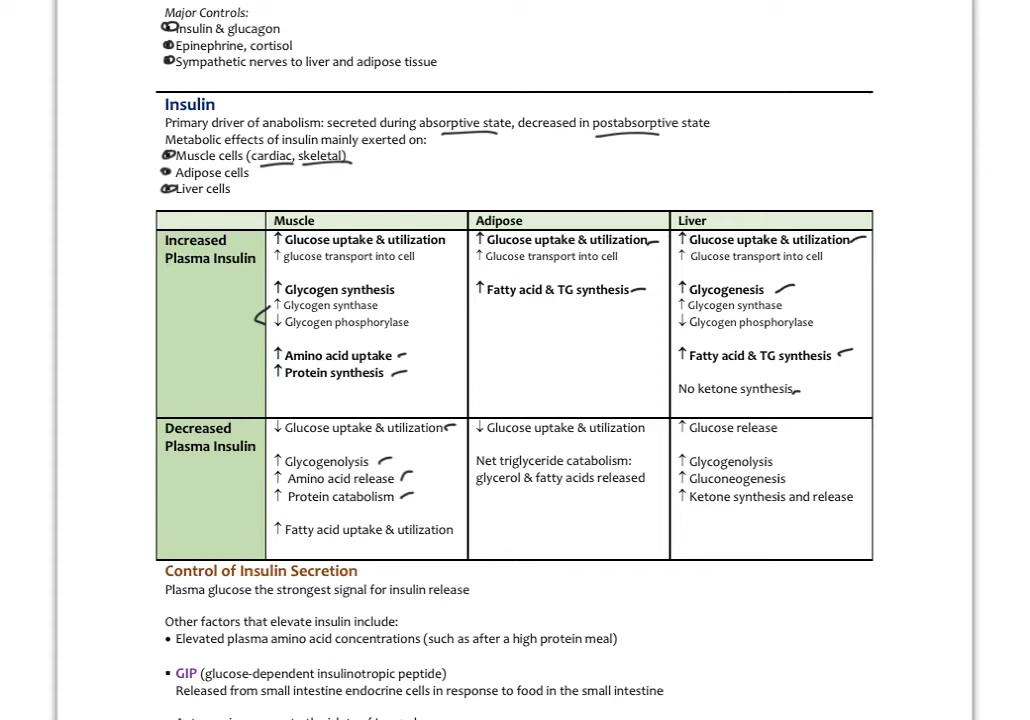 Major Controls:
Insulin & glucagon
Epinephrine, cortisol
Sympathetic nerves to liver and adipose tissue
Insulin
Primary driver of anabolism: secreted during absorptive state, decreased in postabsorptive state
Metabolic effects of insulin mainly exerted on:
Muscle cells (cardiac, skeletal)
Adipose cells
Liver cells
Muscle
Adipose
Liver
Increased
Plasma Insulin
↑ Glucose uptake & utilization
↑ glucose transport into cell
↑ Glycogen synthesis
↑ Glycogen synthase
↓ Glycogen phosphorylase
↑ Amino acid uptake
↑ Protein synthesis
↑ Glucose uptake & utilization
↑ Glucose transport into cell
↑ Fatty acid & TG synthesis
↑ Glucose uptake & utilization
↑ Glucose transport into cell
↑ Glycogenesis
↑ Glycogen synthase
↓ Glycogen phosphorylase
↑ Fatty acid & TG synthesis
No ketone synthesis
Decreased
Plasma Insulin
↓ Glucose uptake & utilization
↑ Glycogenolysis
↑ Amino acid release
↑ Protein catabolism
↑ Fatty acid uptake & utilization
↓ Glucose uptake & utilization
Net triglyceride catabolism:
glycerol & fatty acids released
↑ Glucose release
↑ Glycogenolysis
↑ Gluconeogenesis
↑ Ketone synthesis and release
Control of Insulin Secretion
Plasma glucose the strongest signal for insulin release
Other factors that elevate insulin include:
• Elevated plasma amino acid concentrations (such as after a high protein meal)
▪ GIP (glucose-dependent insulinotropic peptide)
Released from small intestine endocrine cells in response to food in the small intestine